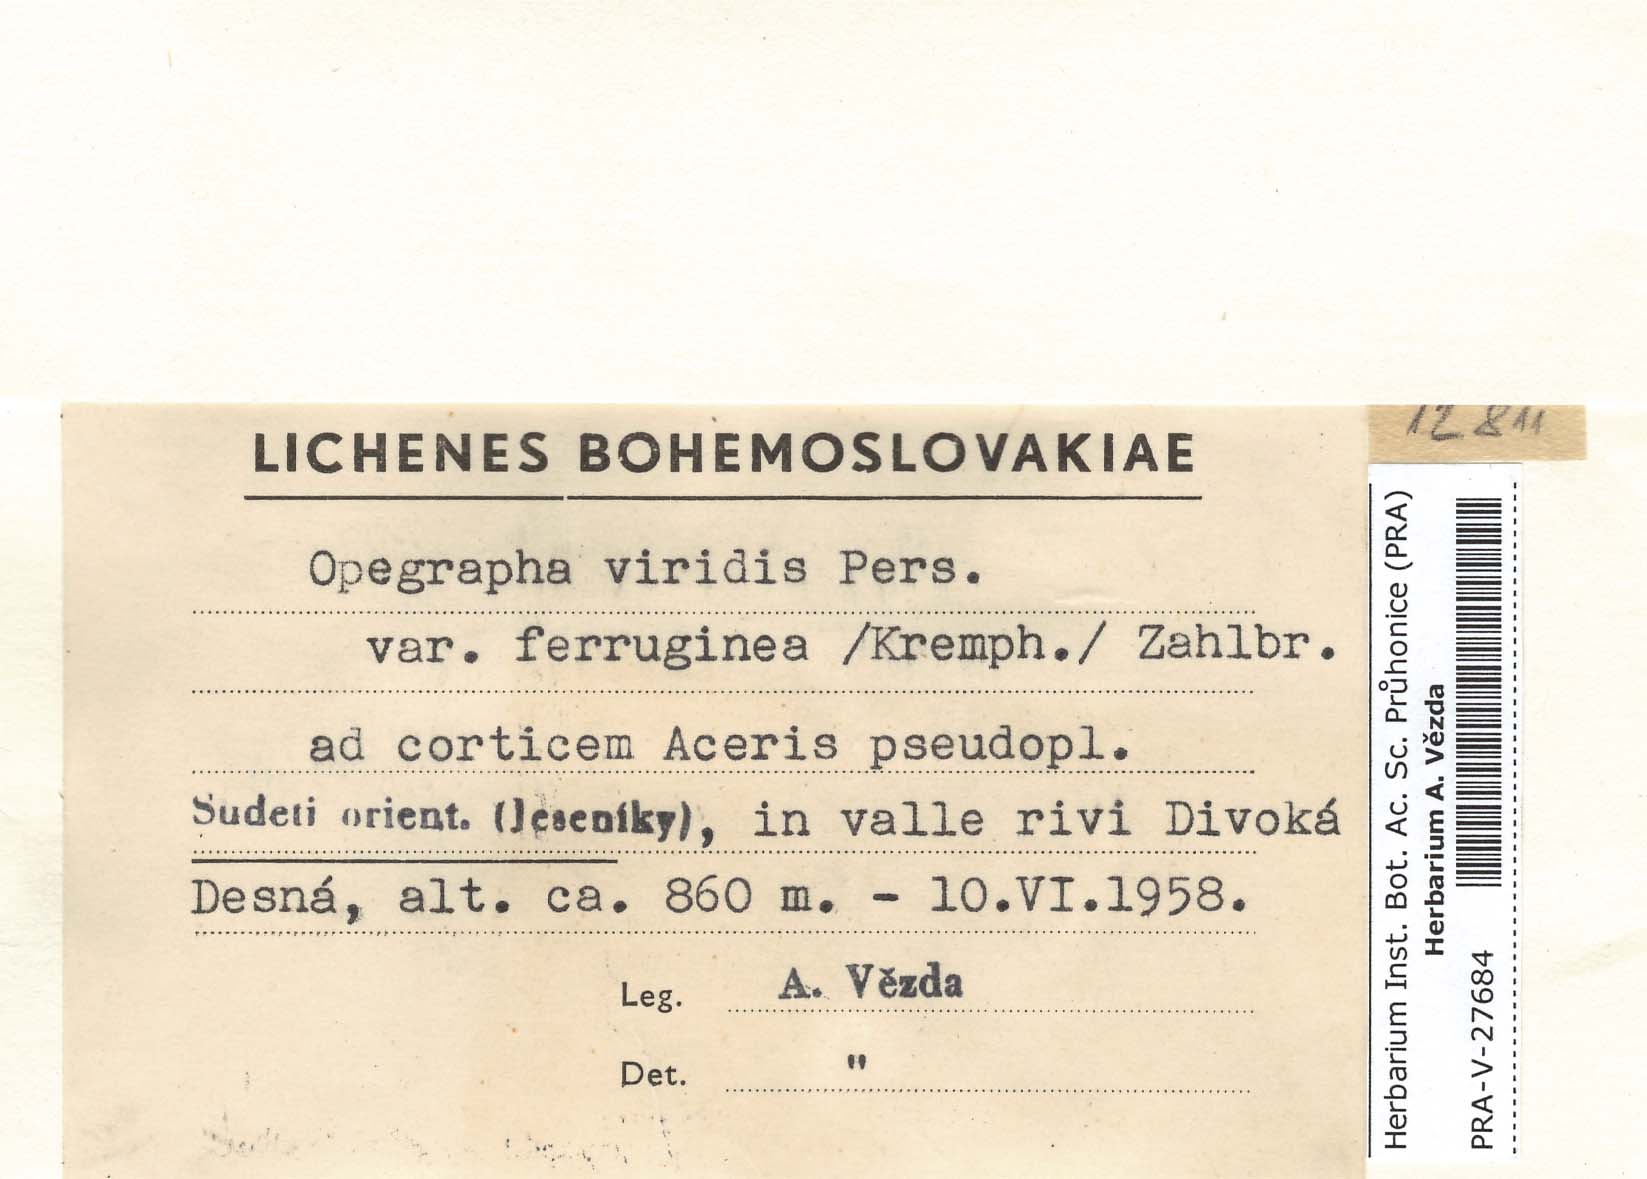 LICHENES BOHEMOSLOVAKIAE
Opegrapha viridis Pers.
var. ferruginea /Kremph./ Zahlbr.
ad corticem Aceris pseudopl.
Sudeti orient. (Jeseníky), in valle rivi Divoká
Desná, alt. ca. 860 m. - 10.VI.1958.
Leg. A. Vězda
Det. "
12811
Herbarium Inst. Bot. Ac. Sc. Průhonice (PRA)
Herbarium A. Vězda
PRA-V-27684